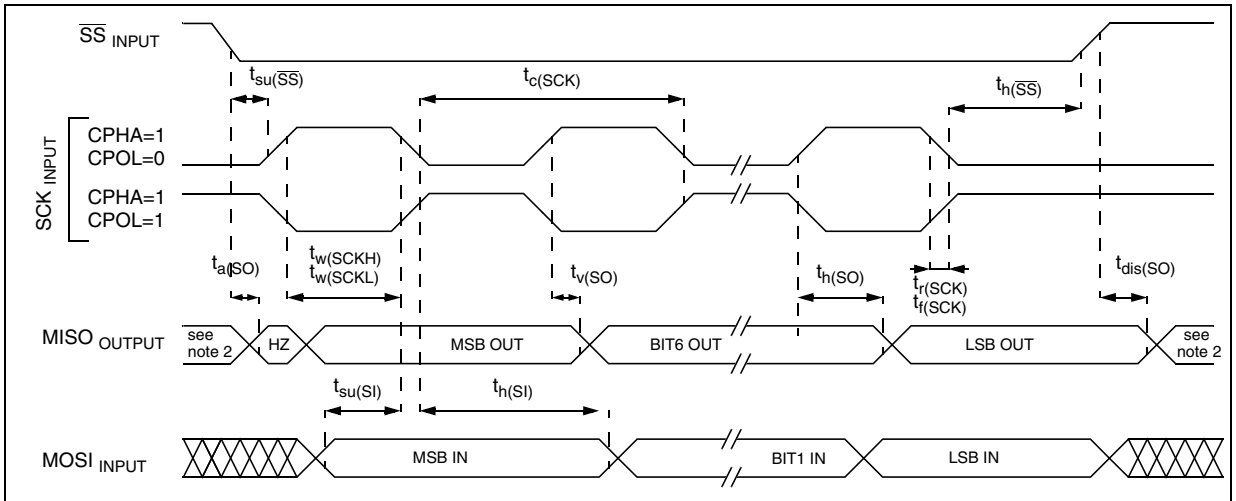 SS INPUT
tsu(SS)
tc(SCK)
th(SS)
SCK INPUT
CPHA=1
CPOL=0
CPHA=1
CPOL=1
ta(SO)
tw(SCKH)
tw(SCKL)
tv(SO)
th(SO)
tr(SCK)
tf(SCK)
tdis(SO)
MISO OUTPUT
see
note 2
HZ
MSB OUT
BIT6 OUT
LSB OUT
see
note 2
tsu(SI)
th(SI)
MOSI INPUT
MSB IN
BIT1 IN
LSB IN